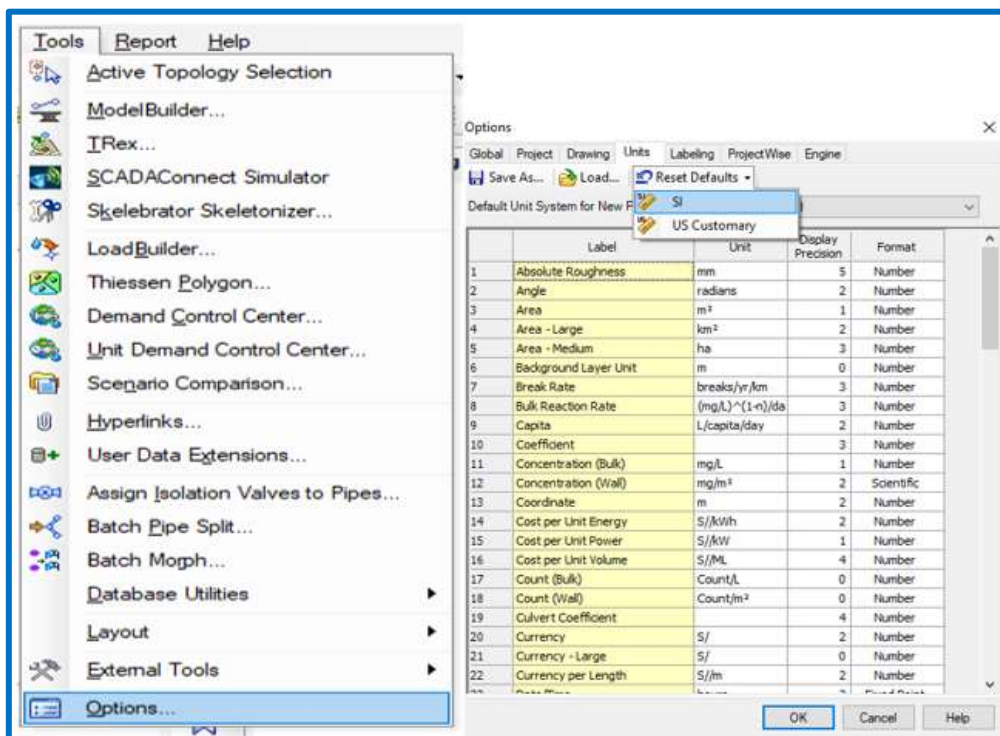 Tools Report Help
Active Topology Selection
ModelBuilder...
TRex...
SCADAConnect Simulator
Skelebrator Skeletonizer...
LoadBuilder...
Thiessen Polygon...
Demand Control Center...
Unit Demand Control Center...
Scenario Comparison...
Hyperlinks...
User Data Extensions...
Assign Isolation Valves to Pipes...
Batch Pipe Split...
Batch Morph...
Database Utilities
Layout
External Tools
Options...
Options
Global Project Drawing Units Labeling ProjectWise Engine
Save As... Load... Reset Defaults
SI
US Customary
Default Unit System for New
Label Unit Display Precision Format
1 Absolute Roughness mm 5 Number
2 Angle radians 2 Number
3 Area m² 1 Number
4 Area - Large km² 2 Number
5 Area - Medium ha 3 Number
6 Background Layer Unit m 0 Number
7 Break Rate breaks/yr/km 3 Number
8 Bulk Reaction Rate (mg/L)^(1-n)/da 3 Number
9 Capita L/capita/day 2 Number
10 Coefficient 3 Number
11 Concentration (Bulk) mg/L 1 Number
12 Concentration (Wall) mg/m² 2 Scientific
13 Coordinate m 2 Number
14 Cost per Unit Energy S//kWh 2 Number
15 Cost per Unit Power S//kW 1 Number
16 Cost per Unit Volume S//ML 4 Number
17 Count (Bulk) Count/L 0 Number
18 Count (Wall) Count/m² 0 Number
19 Culvert Coefficient 4 Number
20 Currency S/ 2 Number
21 Currency - Large S/ 0 Number
22 Currency per Length S//m 2 Number
OK Cancel Help